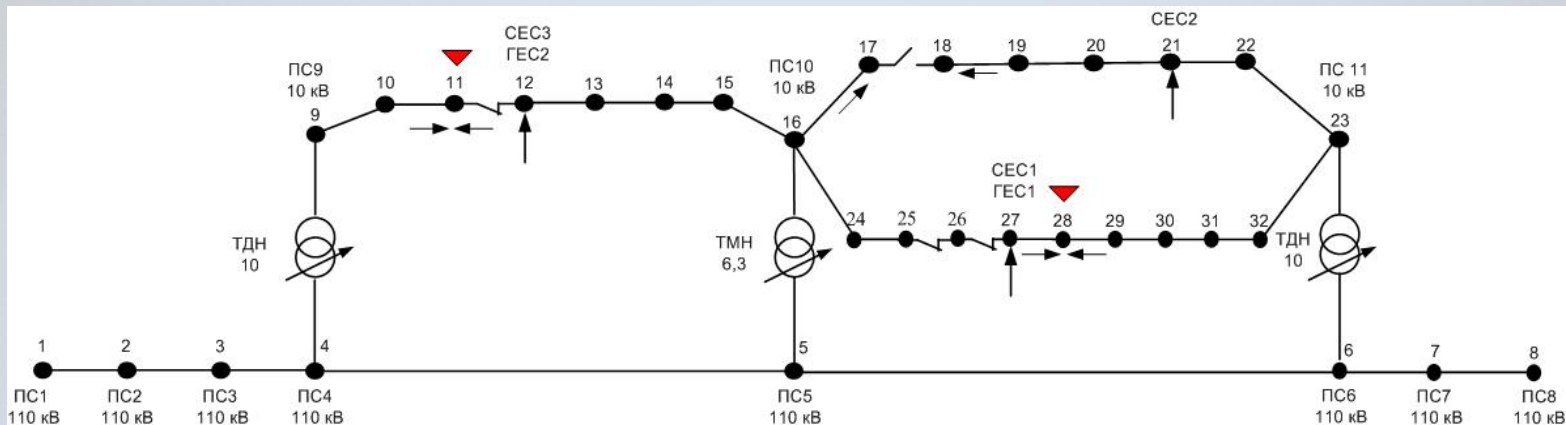 СЕС3
ГЕС2
СЕС2
ПС9
10 кВ
10
11
12
13
14
15
ПС10
10 кВ
17
18
19
20
21
22
ПС 11
10 кВ
9
16
23
СЕС1
ГЕС1
24
25
26
27
28
29
30
31
32
ТДН
10
ТМН
6,3
ТДН
10
1
2
3
4
5
6
7
8
ПС1
110 кВ
ПС2
110 кВ
ПС3
110 кВ
ПС4
110 кВ
ПС5
110 кВ
ПС6
110 кВ
ПС7
110 кВ
ПС8
110 кВ